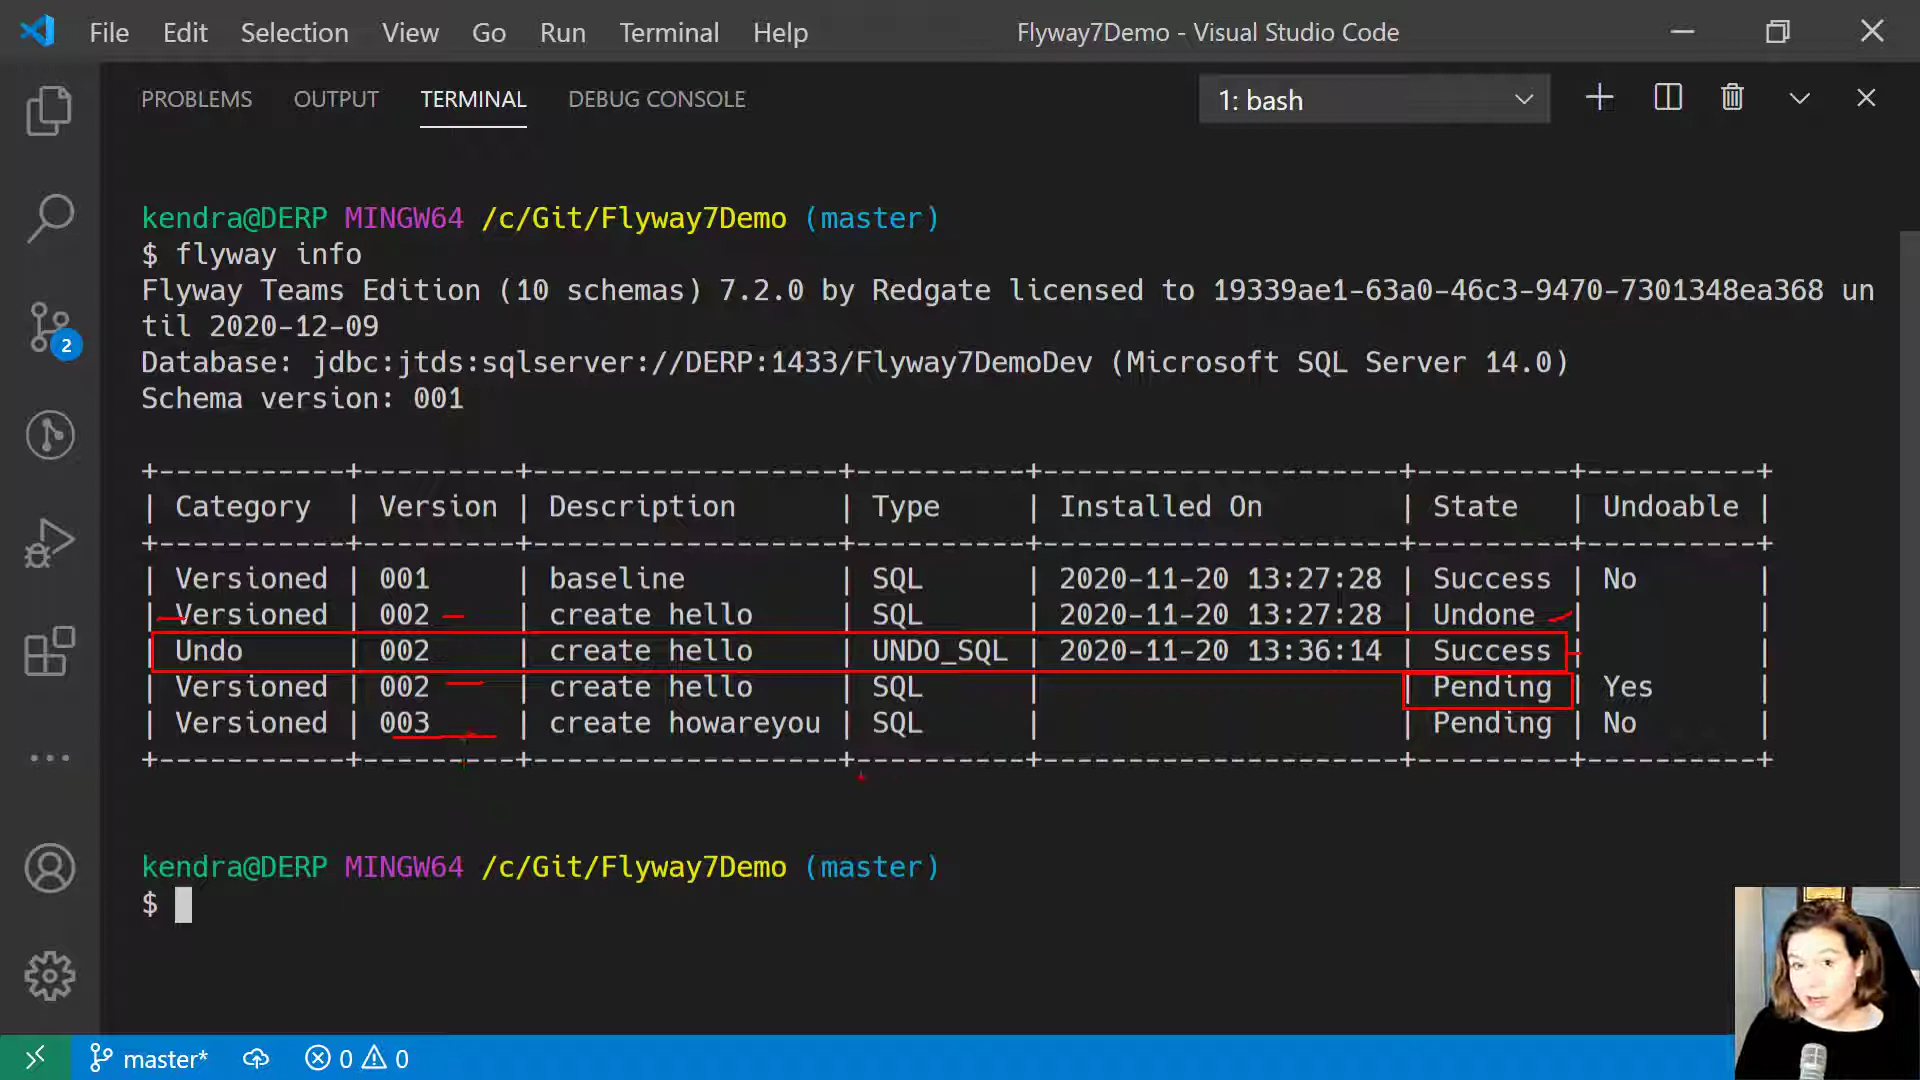 File Edit Selection View Go Run Terminal Help Flyway7Demo - Visual Studio Code
PROBLEMS OUTPUT TERMINAL DEBUG CONSOLE 1: bash
kendra@DERP MINGW64 /c/Git/Flyway7Demo (master)
$ flyway info
Flyway Teams Edition (10 schemas) 7.2.0 by Redgate licensed to 19339ae1-63a0-46c3-9470-7301348ea368 un
til 2020-12-09
Database: jdbc:jtds:sqlserver://DERP:1433/Flyway7DemoDev (Microsoft SQL Server 14.0)
Schema version: 001
+-----------+---------+------------------+----------+---------------------+---------+----------+
| Category | Version | Description | Type | Installed On | State | Undoable |
+-----------+---------+------------------+----------+---------------------+---------+----------+
| Versioned | 001 | baseline | SQL | 2020-11-20 13:27:28 | Success | No |
| Versioned | 002 | create hello | SQL | 2020-11-20 13:27:28 | Undone | |
| Undo | 002 | create hello | UNDO_SQL | 2020-11-20 13:36:14 | Success | |
| Versioned | 002 | create hello | SQL | | Pending | Yes |
| Versioned | 003 | create howareyou | SQL | | Pending | No |
+-----------+---------+------------------+----------+---------------------+---------+----------+
kendra@DERP MINGW64 /c/Git/Flyway7Demo (master)
$
2
master* 0 0